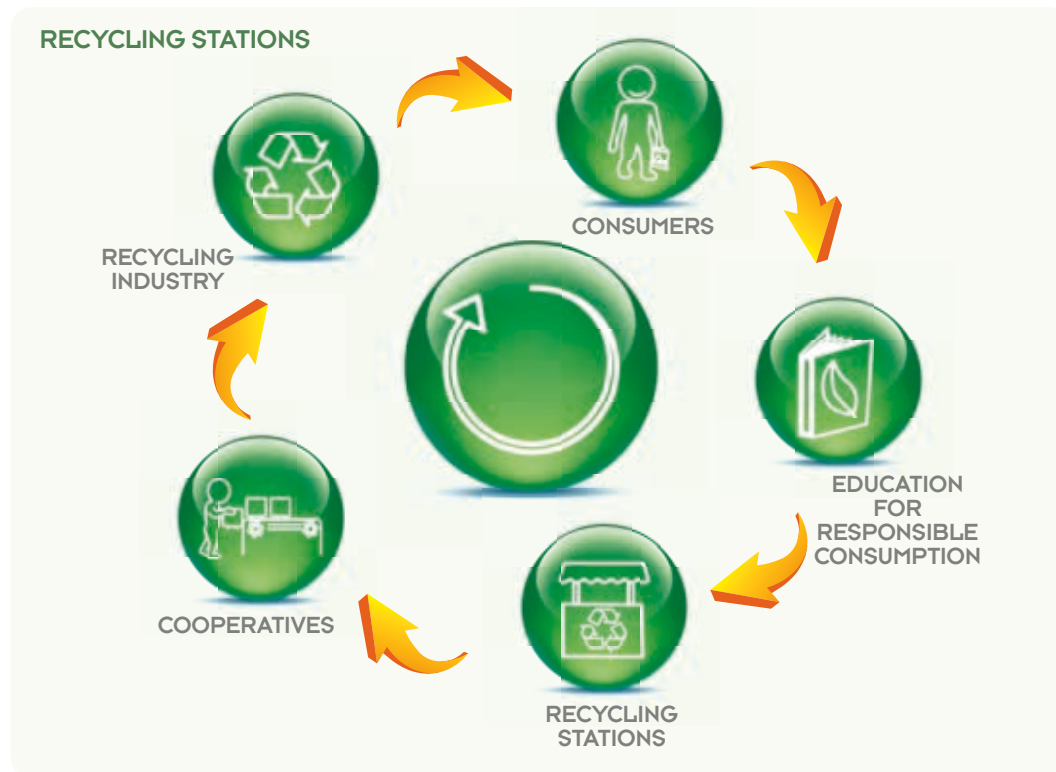 RECYCLING STATIONS
CONSUMERS
RECYCLING
INDUSTRY
EDUCATION
FOR
RESPONSIBLE
CONSUMPTION
COOPERATIVES
RECYCLING
STATIONS